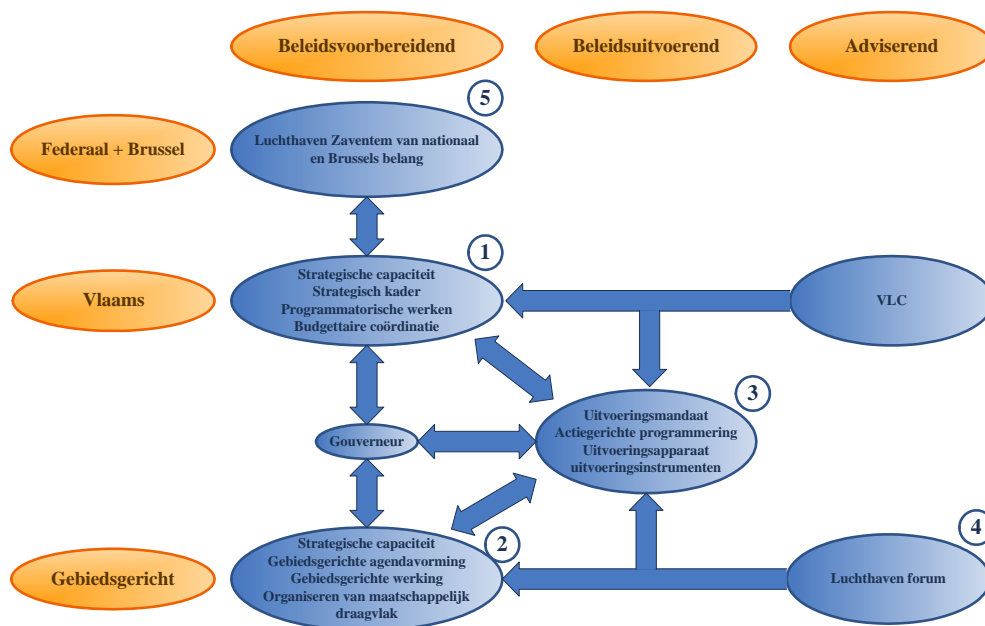 Beleidsvoorbereidend
Beleidsuitvoerend
Adviserend
5
Federaal + Brussel
Luchthaven Zaventem van nationaal
en Brussels belang
1
Vlaams
Strategische capaciteit
Strategisch kader
Programmatorische werken
Budgettaire coördinatie
VLC
3
Gouverneur
Uitvoeringsmandaat
Actiegerichte programmering
Uitvoeringsapparaat
uitvoeringsinstrumenten
2
4
Gebiedsgericht
Strategische capaciteit
Gebiedsgerichte agendavorming
Gebiedsgerichte werking
Organiseren van maatschappelijk
draagvlak
Luchthaven forum